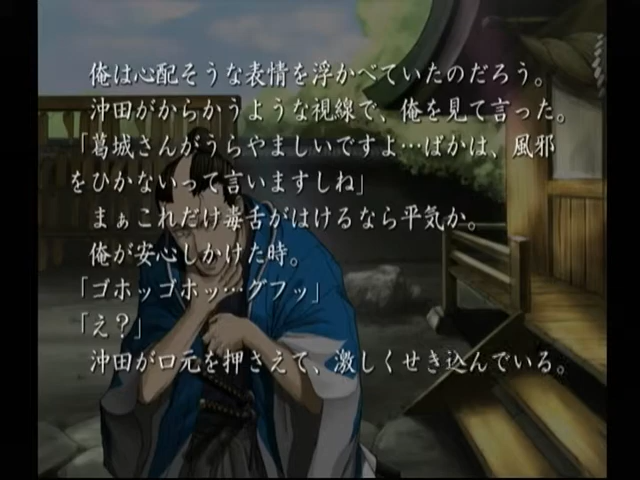 俺は心配そうな表情を浮かべていたのだろう。
沖田がからかうような視線で、俺を見て言った。
「葛城さんがうらやましいですよ…ばかは、風邪
をひかないって言いますしね」
まぁこれだけ毒舌がはけるなら平気か。
俺が安心しかけた時。
「ゴホッゴホッ…グフッ」
「え？」
沖田が口元を押さえて、激しくせき込んでいる。